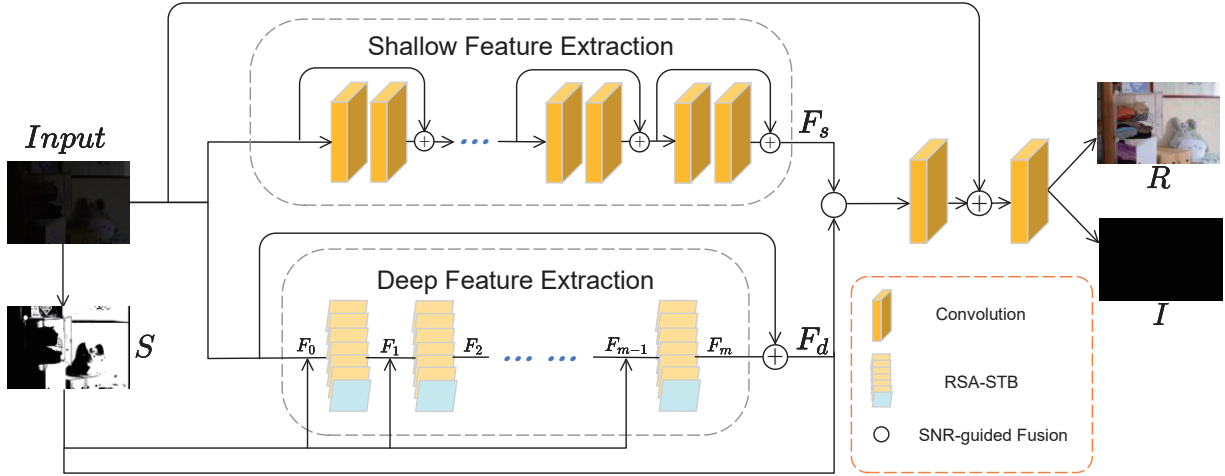 Shallow Feature Extraction
Input
F_s
R
Deep Feature Extraction
S
F_0
F_1
F_2
F_{m-1}
F_m
F_d
I
Convolution
RSA-STB
SNR-guided Fusion